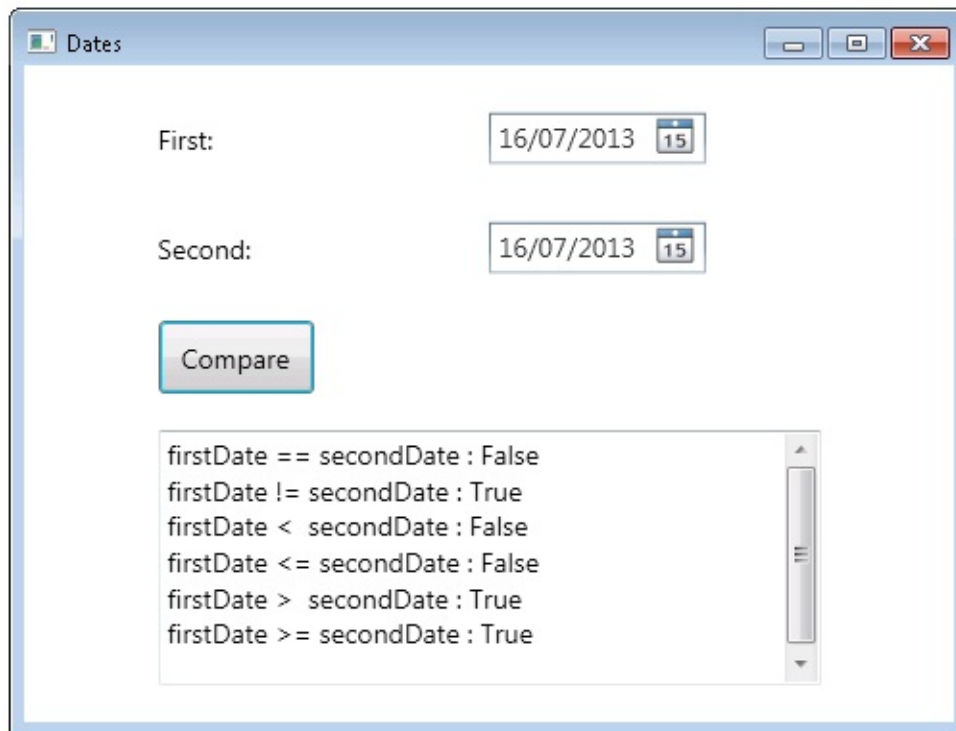 Dates
First:
16/07/2013
15
Second:
16/07/2013
15
Compare
firstDate == secondDate : False
firstDate != secondDate : True
firstDate <  secondDate : False
firstDate <= secondDate : False
firstDate >  secondDate : True
firstDate >= secondDate : True